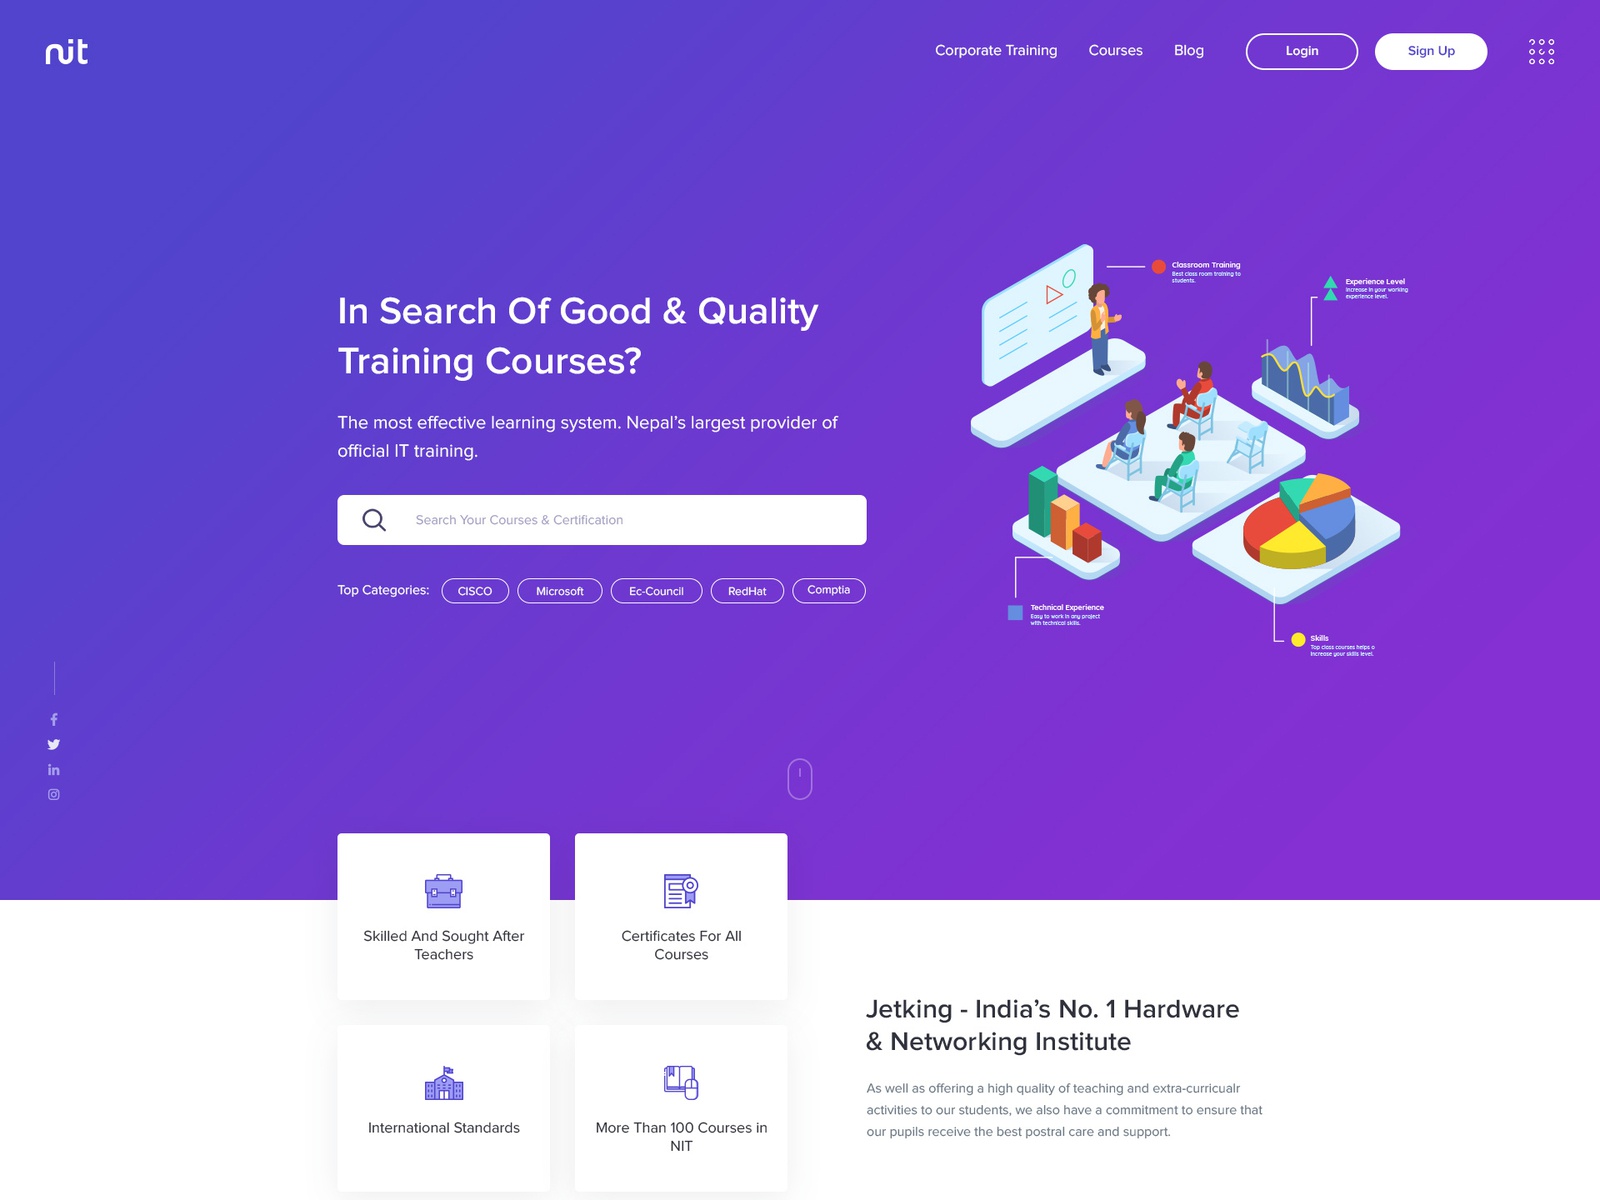 nit
Corporate Training
Courses
Blog
Login
Sign Up
In Search Of Good & Quality
Training Courses?
The most effective learning system. Nepal's largest provider of
official IT training.
Search Your Courses & Certification
Top Categories:
CISCO
Microsoft
Ec-Council
RedHat
Comptia
Classroom Training
Best class room training to
students.
Experience Level
Increase in your working
experience level.
Technical Experience
Easy to work in any project
with technical skills.
Skills
Top class courses helps o
increase your skills level.
Skilled And Sought After
Teachers
Certificates For All
Courses
International Standards
More Than 100 Courses in
NIT
Jetking - India's No. 1 Hardware
& Networking Institute
As well as offering a high quality of teaching and extra-curricualr
activities to our students, we also have a commitment to ensure that
our pupils receive the best postral care and support.